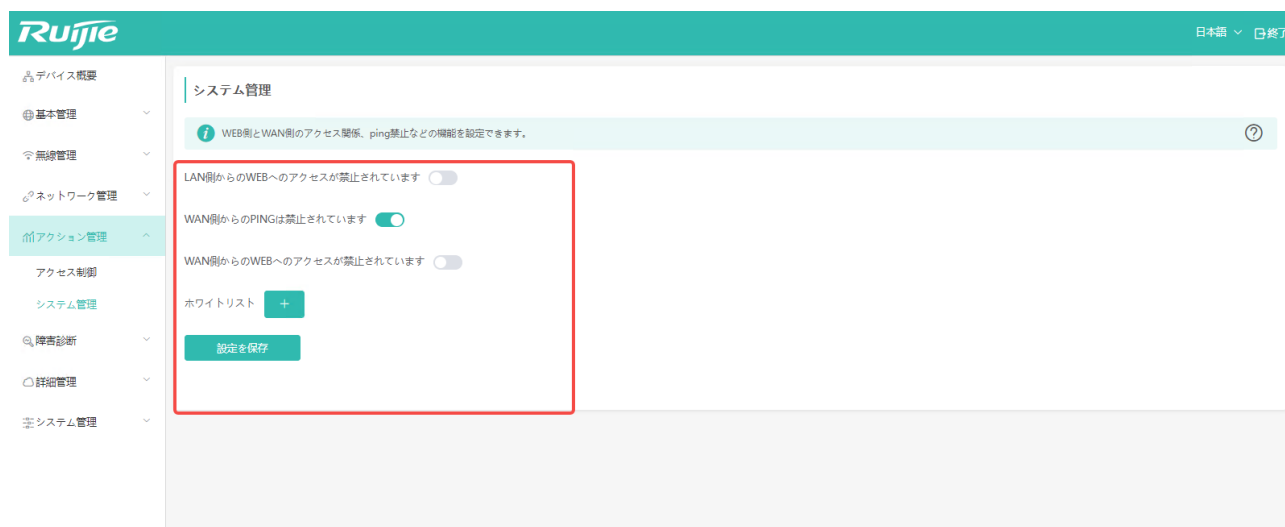 Ruijie
日本語 終了
デバイス概要
基本管理
無線管理
ネットワーク管理
アクション管理
アクセス制御
システム管理
障害診断
詳細管理
システム管理
システム管理
WEB側とWAN側のアクセス関係、ping禁止などの機能を設定できます。
LAN側からのWEBへのアクセスが禁止されています
WAN側からのPINGは禁止されています
WAN側からのWEBへのアクセスが禁止されています
ホワイトリスト +
設定を保存